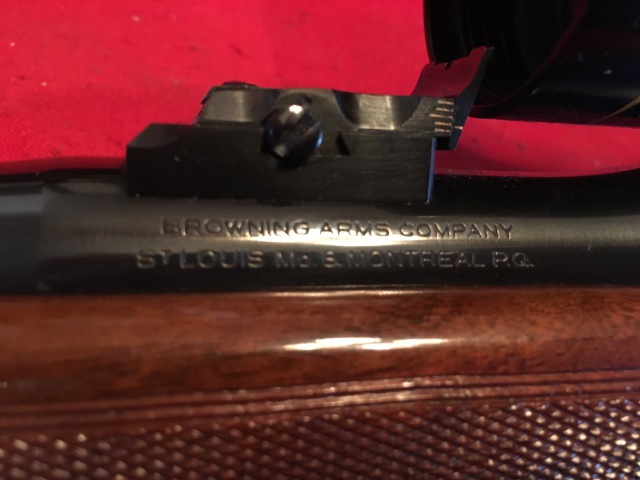 BROWNING ARMS COMPANY
ST LOUIS MO. & MONTREAL P.Q.